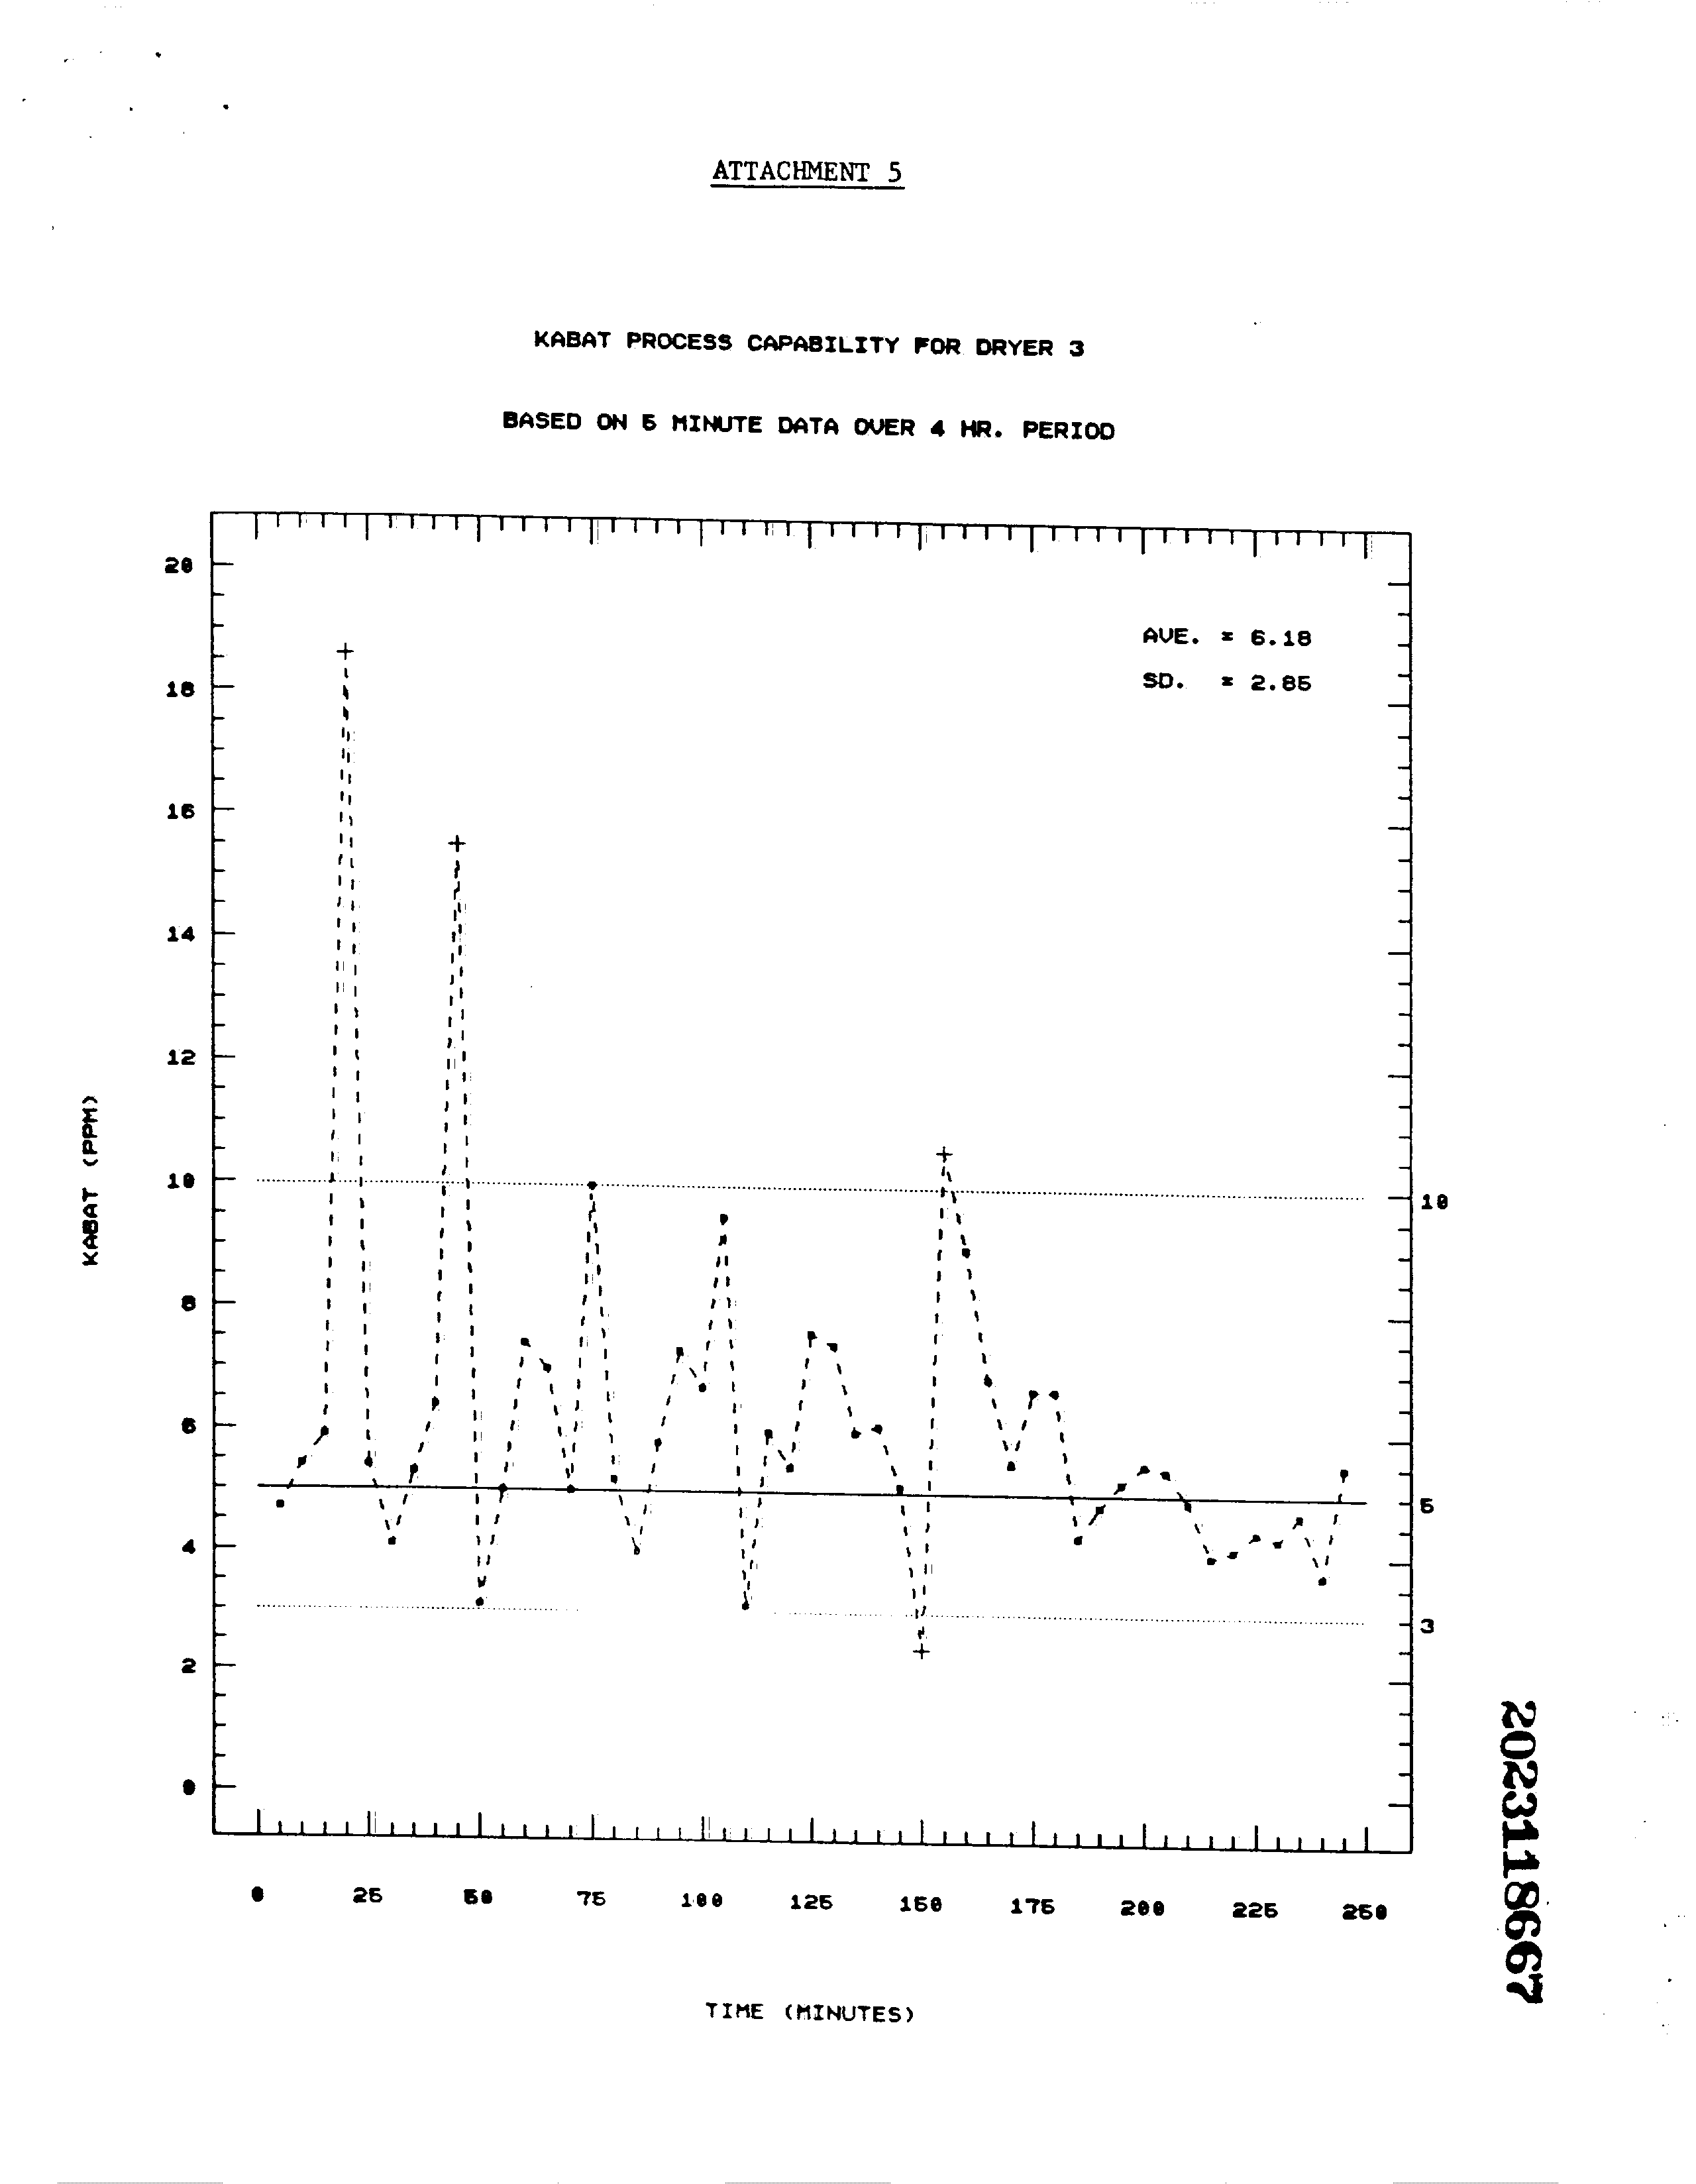 ATTACHMENT 5
KABAT PROCESS CAPABILITY FOR DRYER 3
BASED ON 5 MINUTE DATA OVER 4 HR. PERIOD
AVE. = 6.18
SD. = 2.85
20
18
16
14
12
10
8
6
4
2
0
KABAT (PPM)
10
5
3
0 25 50 75 100 125 150 175 200 225 250
TIME (MINUTES)
2023118667